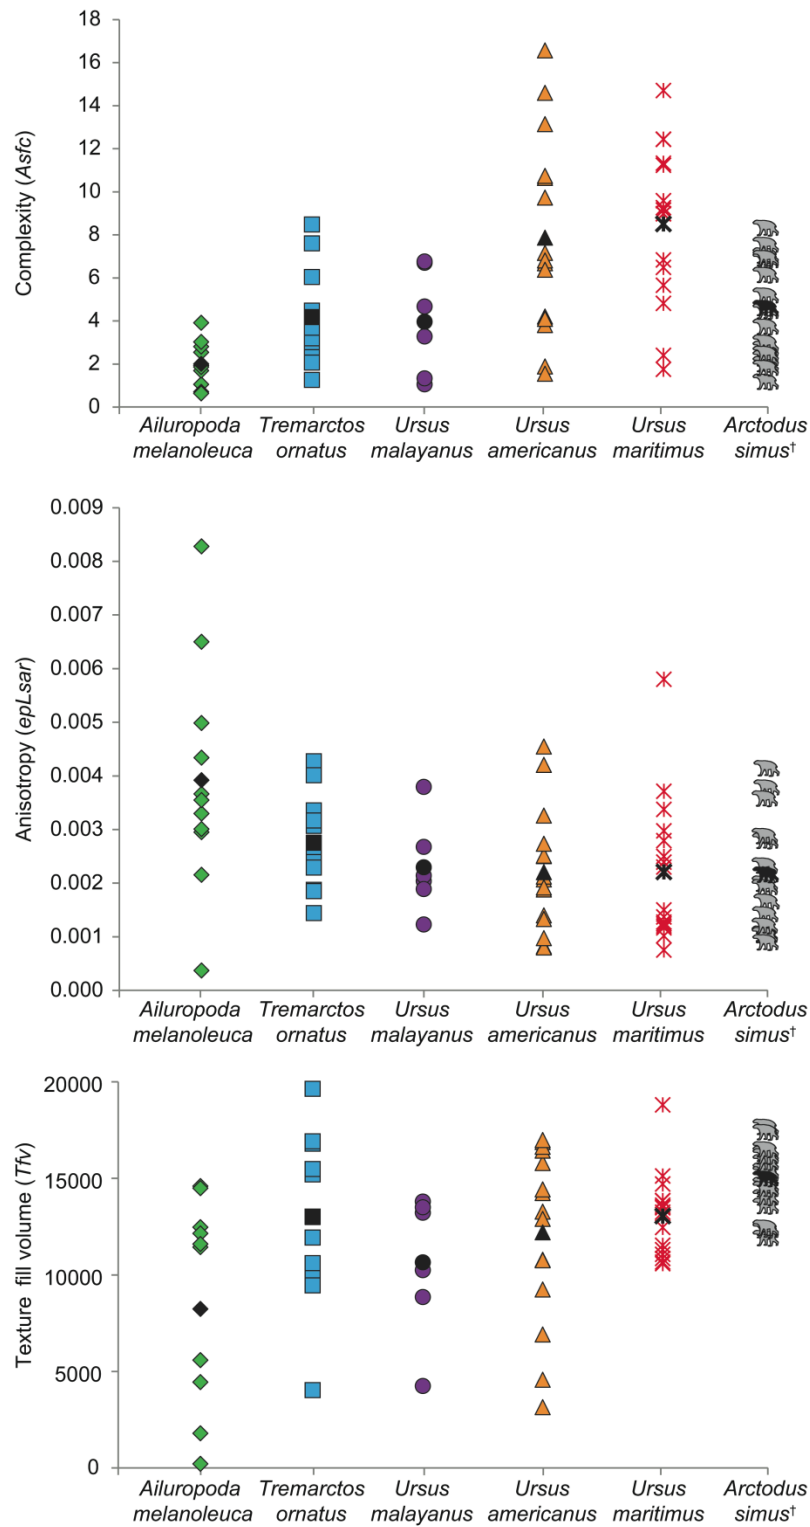 Complexity (Asfc)
18
16
14
12
10
8
6
4
2
0
Ailuropoda Tremarctos Ursus Ursus Ursus Arctodus
melanoleuca ornatus malayanus americanus maritimus simus†
Anisotropy (epLsar)
0.009
0.008
0.007
0.006
0.005
0.004
0.003
0.002
0.001
0.000
Ailuropoda Tremarctos Ursus Ursus Ursus Arctodus
melanoleuca ornatus malayanus americanus maritimus simus†
Texture fill volume (Tfv)
20000
15000
10000
5000
0
Ailuropoda Tremarctos Ursus Ursus Ursus Arctodus
melanoleuca ornatus malayanus americanus maritimus simus†